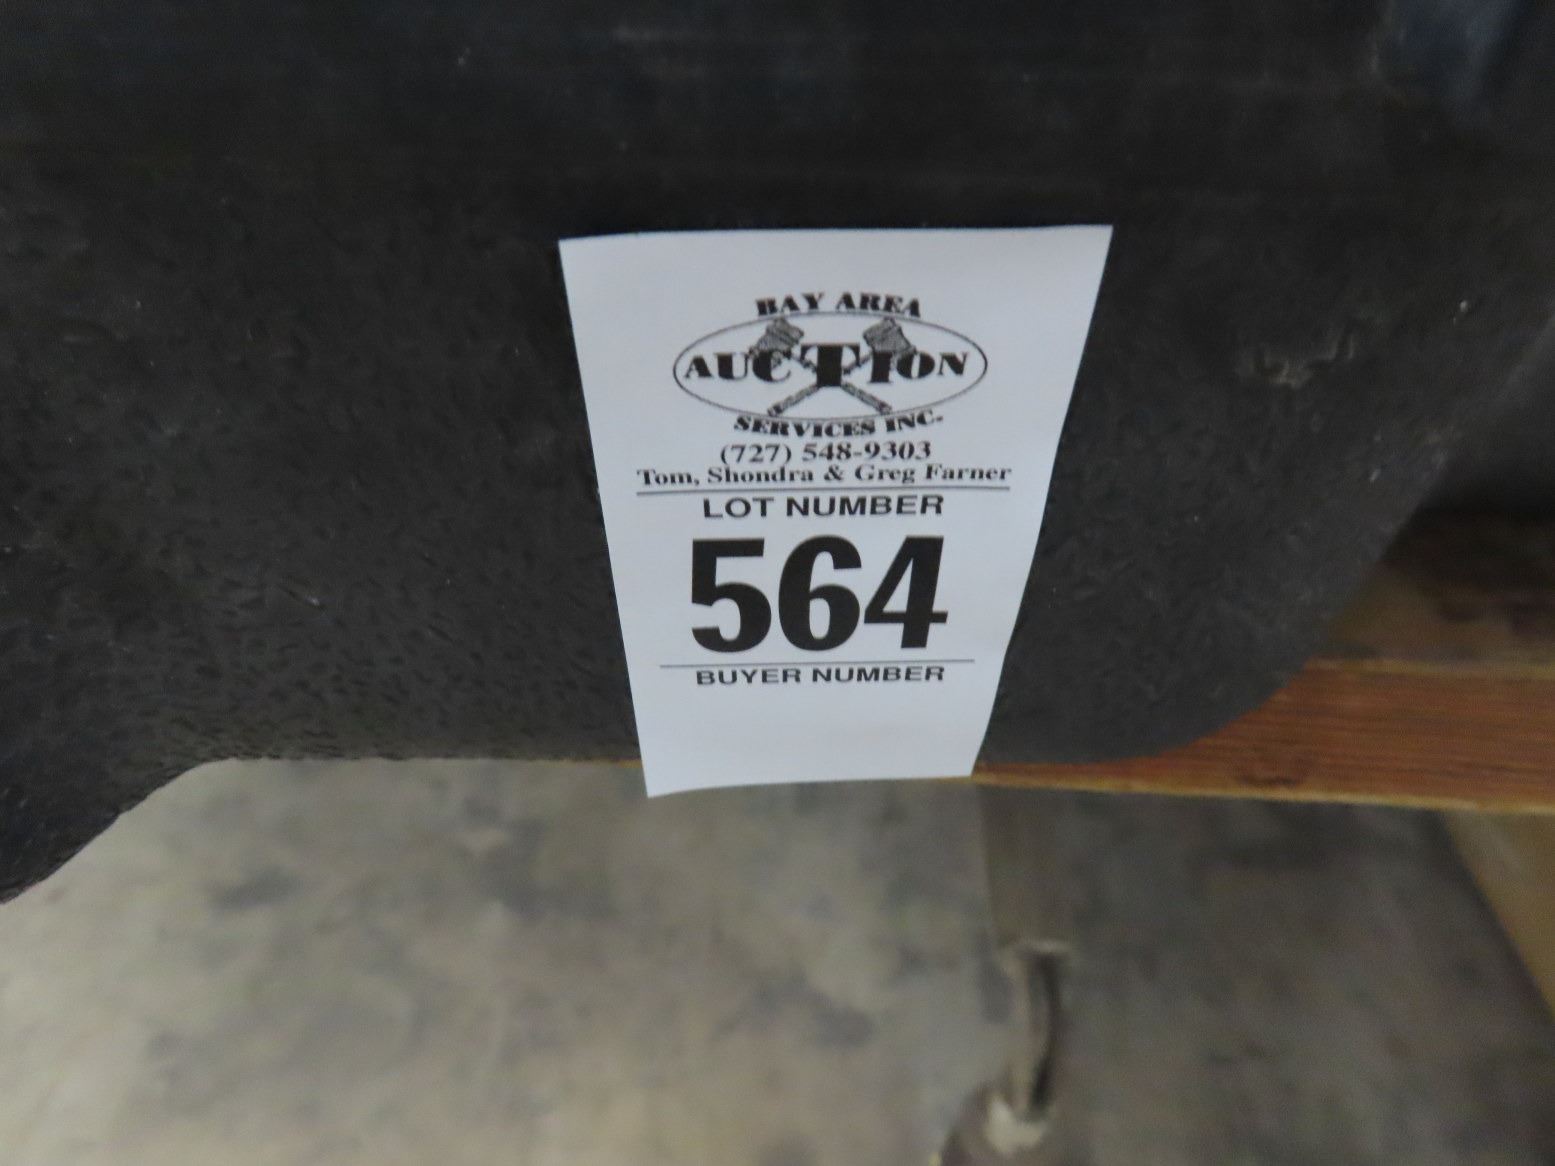 BAY AREA
AUCTION
SERVICES INC.
(727) 548-9303
Tom, Shondra & Greg Farner
LOT NUMBER
564
BUYER NUMBER